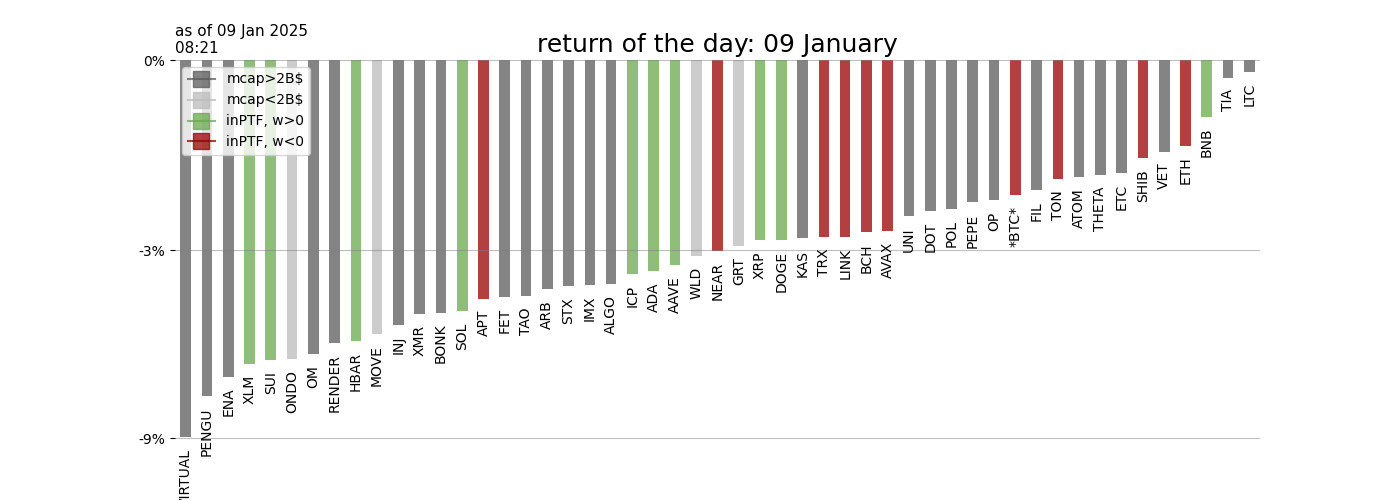 as of 09 Jan 2025
08:21
return of the day: 09 January
0%
-3%
-9%
mcap>2B$
mcap<2B$
inPTF, w>0
inPTF, w<0
VIRTUAL
PENGU
ENA
XLM
SUI
ONDO
OM
RENDER
HBAR
MOVE
INJ
XMR
BONK
SOL
APT
FET
TAO
ARB
STX
IMX
ALGO
ICP
ADA
AAVE
WLD
NEAR
GRT
XRP
DOGE
KAS
TRX
LINK
BCH
AVAX
UNI
DOT
POL
PEPE
OP
*BTC*
FIL
TON
ATOM
THETA
ETC
SHIB
VET
ETH
BNB
TIA
LTC